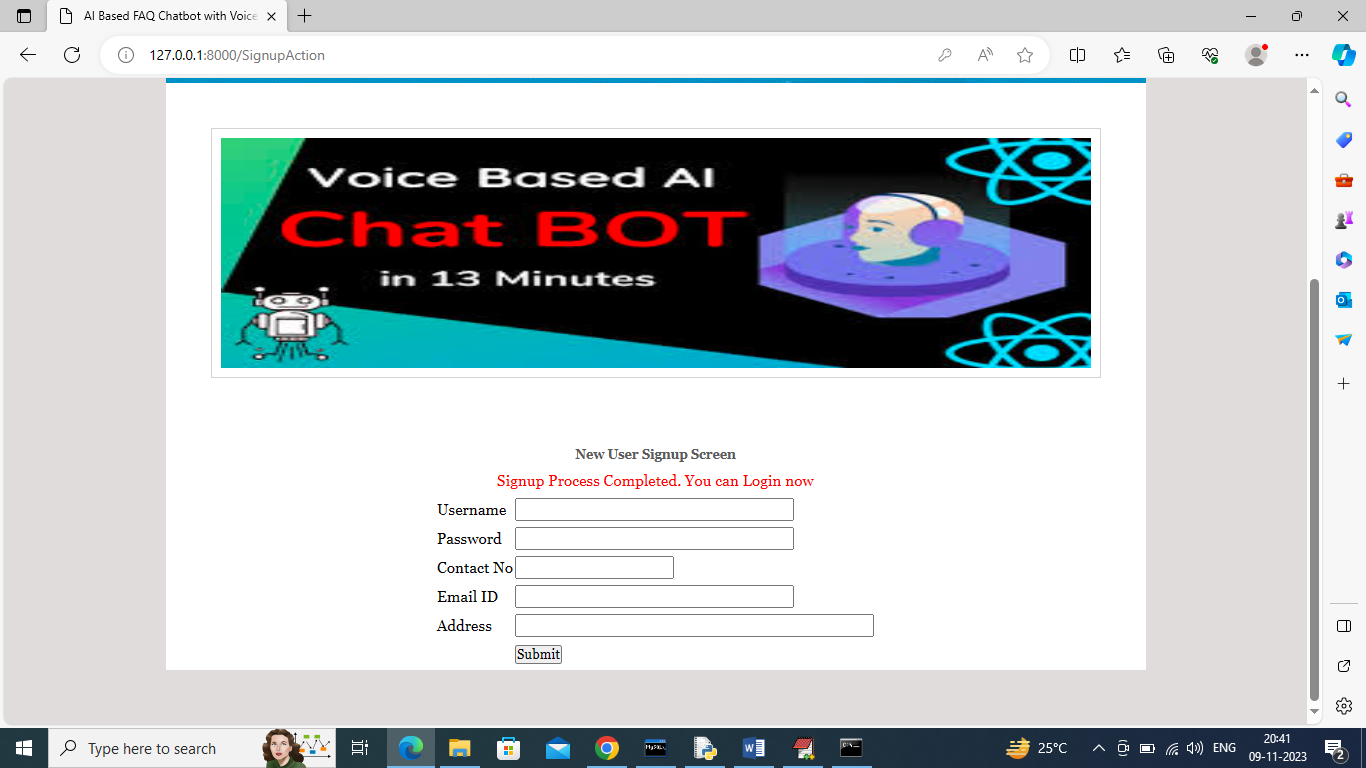 AI Based FAQ Chatbot with Voice
127.0.0.1:8000/SignupAction
Voice Based AI
Chat BOT
in 13 Minutes
New User Signup Screen
Signup Process Completed. You can Login now
Username
Password
Contact No
Email ID
Address
Submit
Type here to search
25°C
ENG
20:41
09-11-2023
2